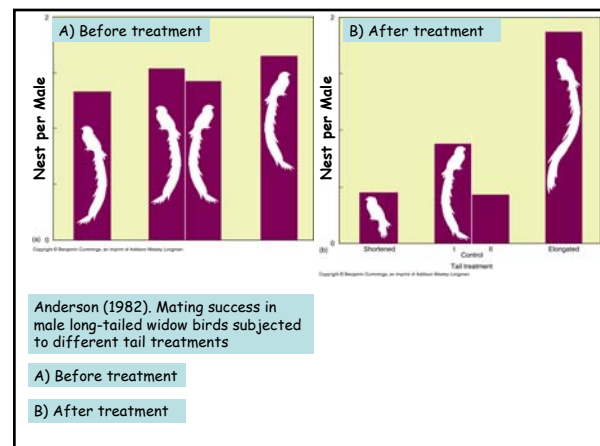 A) Before treatment
2
Nest per Male
0
(a)
Copyright © Benjamin Cummings, an imprint of Addison Wesley Longman
B) After treatment
2
Nest per Male
0
(b)
Shortened
I
II
Elongated
Control
Tail treatment
Copyright © Benjamin Cummings, an imprint of Addison Wesley Longman
Anderson (1982). Mating success in
male long-tailed widow birds subjected
to different tail treatments
A) Before treatment
B) After treatment